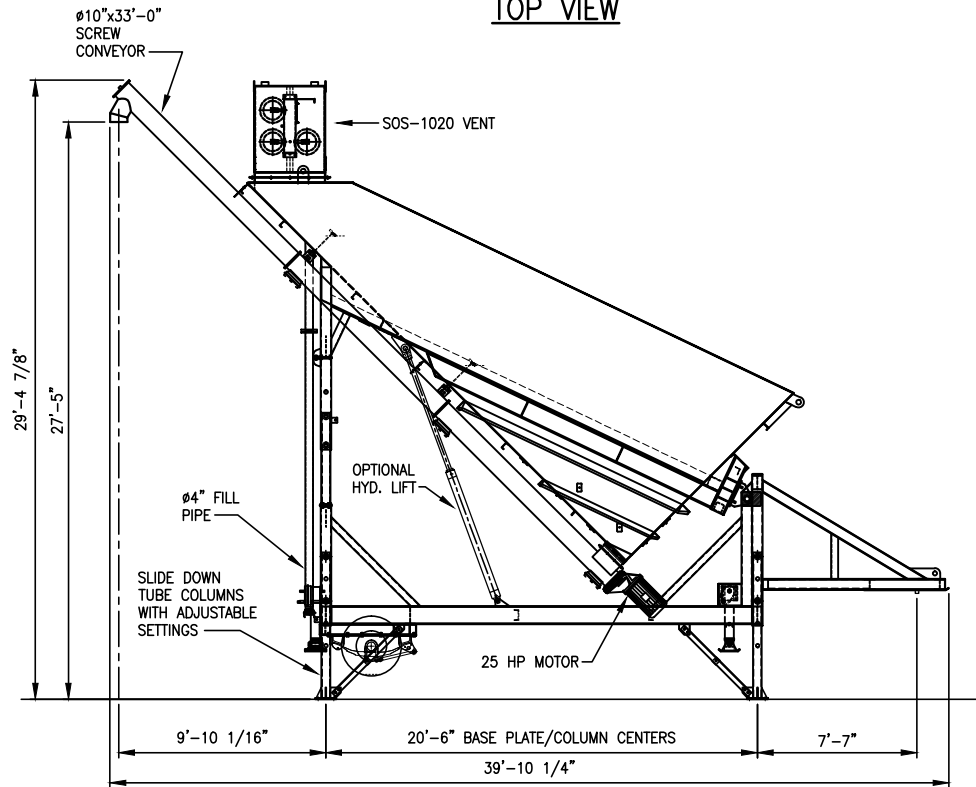 TOP VIEW
ø10"x33'-0"
SCREW
CONVEYOR
SOS-1020 VENT
29'-4 7/8"
27'-5"
OPTIONAL
HYD. LIFT
ø4" FILL
PIPE
SLIDE DOWN
TUBE COLUMNS
WITH ADJUSTABLE
SETTINGS
25 HP MOTOR
9'-10 1/16"
20'-6" BASE PLATE/COLUMN CENTERS
7'-7"
39'-10 1/4"